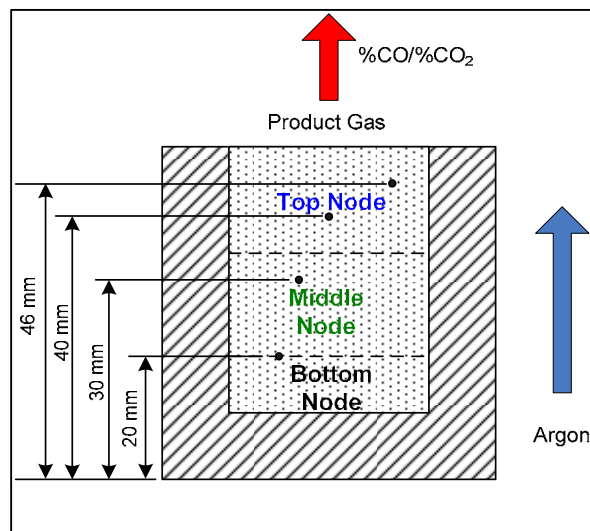 %CO/%CO₂
Product Gas
Top Node
Middle
Node
Bottom
Node
46 mm
40 mm
30 mm
20 mm
Argon